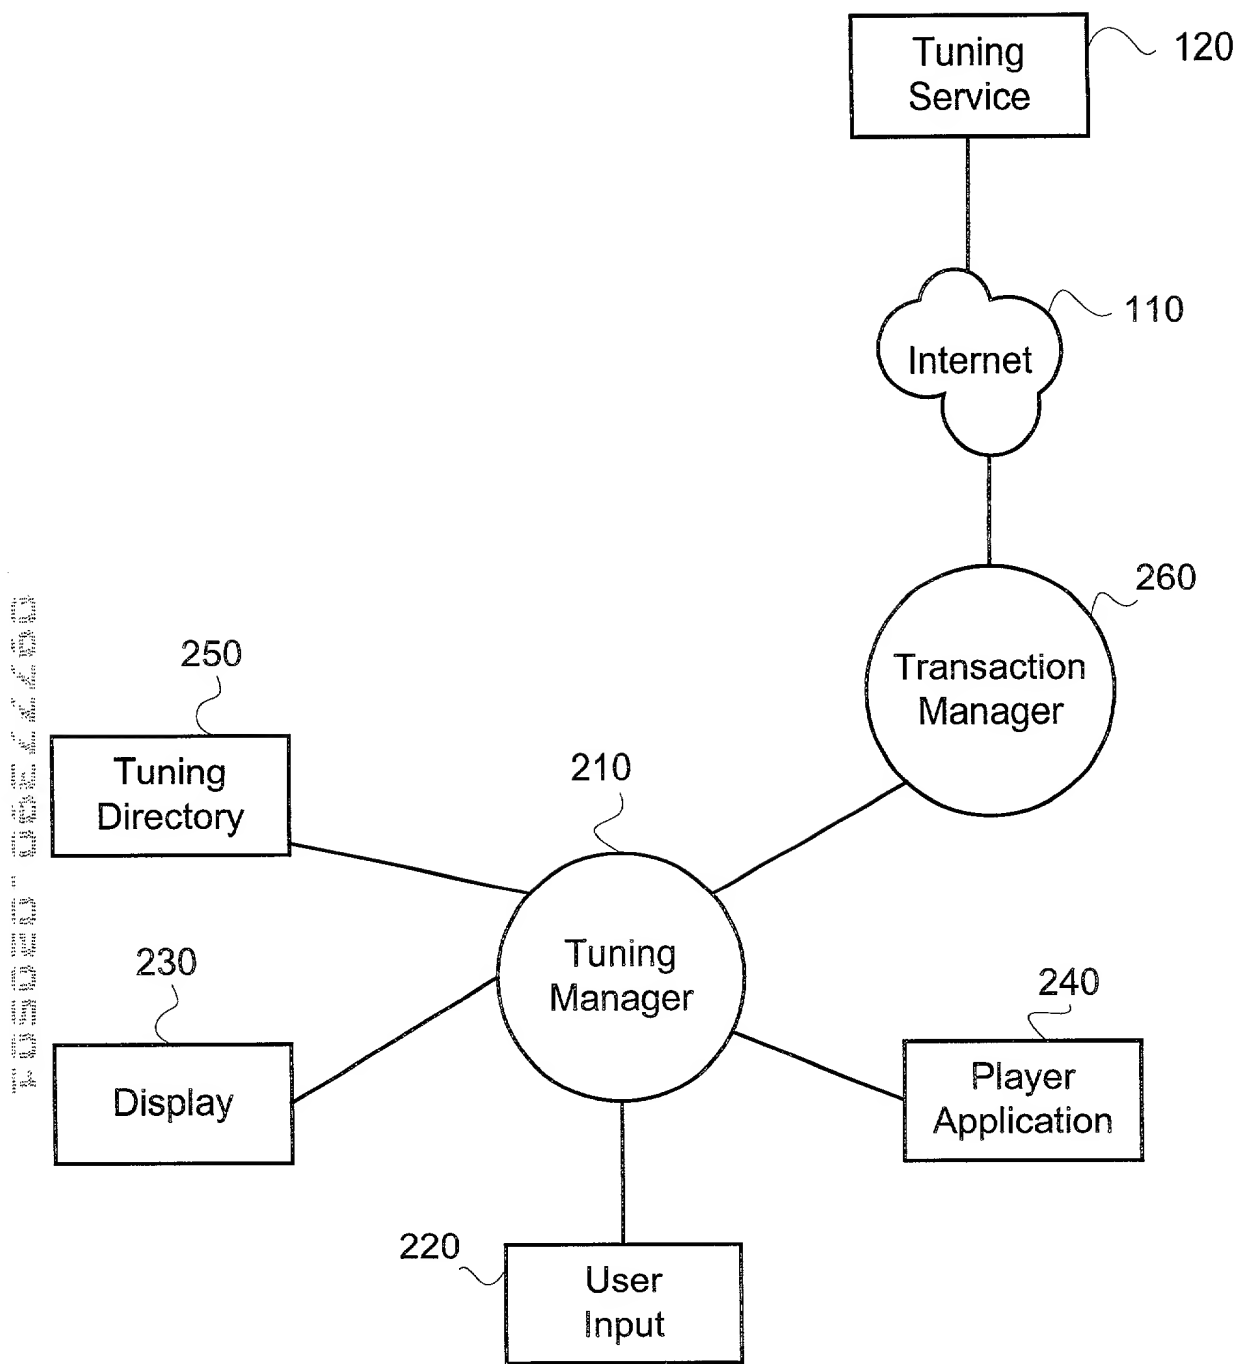 Tuning
Service
120
Internet
110
Transaction
Manager
260
250
Tuning
Directory
210
Tuning
Manager
230
Display
240
Player
Application
220
User
Input